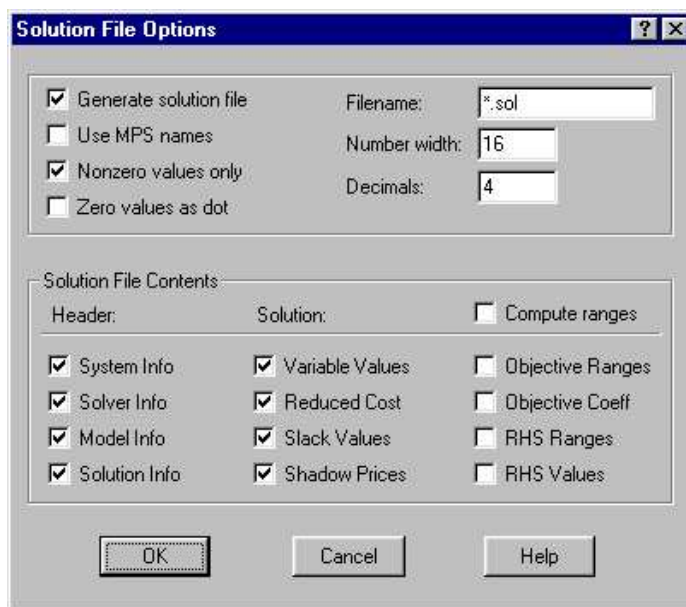 Solution File Options
Generate solution file
Use MPS names
Nonzero values only
Zero values as dot
Filename: *.sol
Number width: 16
Decimals: 4
Solution File Contents
Header: Solution: Compute ranges
System Info Variable Values Objective Ranges
Solver Info Reduced Cost Objective Coeff
Model Info Slack Values RHS Ranges
Solution Info Shadow Prices RHS Values
OK Cancel Help